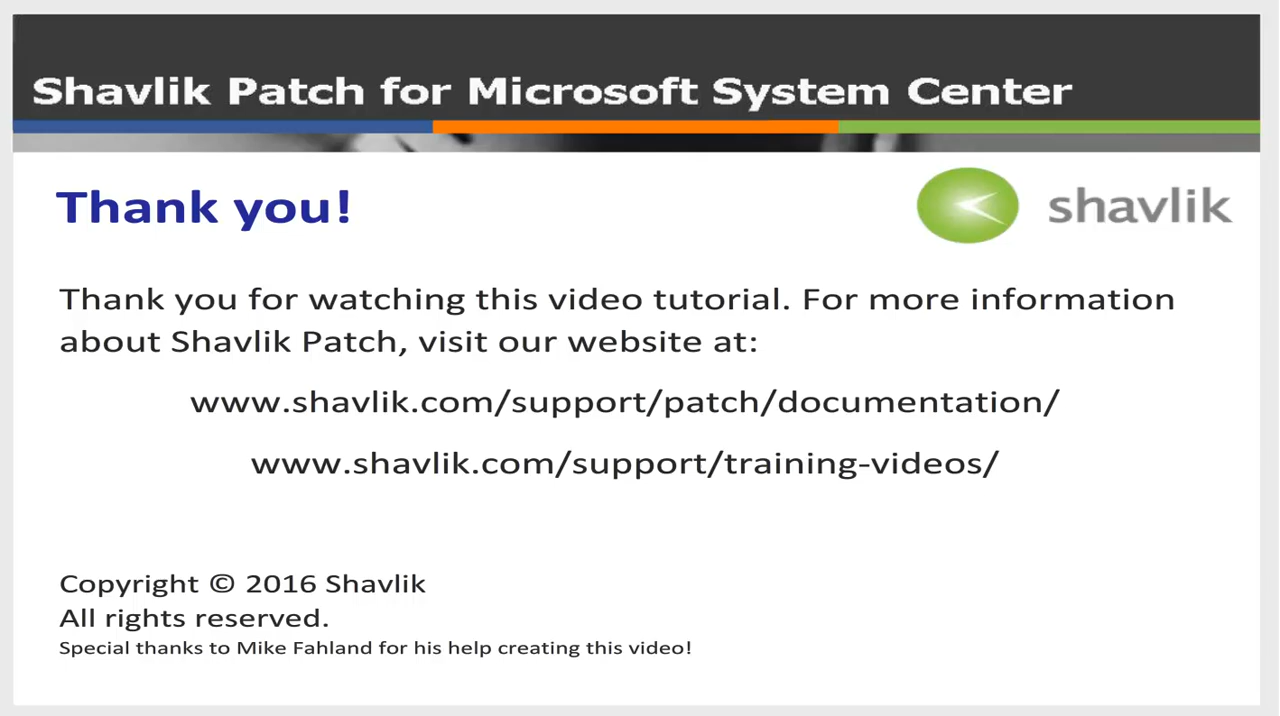 Shavlik Patch for Microsoft System Center
Thank you!
shavlik
Thank you for watching this video tutorial. For more information
about Shavlik Patch, visit our website at:
www.shavlik.com/support/patch/documentation/
www.shavlik.com/support/training-videos/
Copyright © 2016 Shavlik
All rights reserved.
Special thanks to Mike Fahland for his help creating this video!